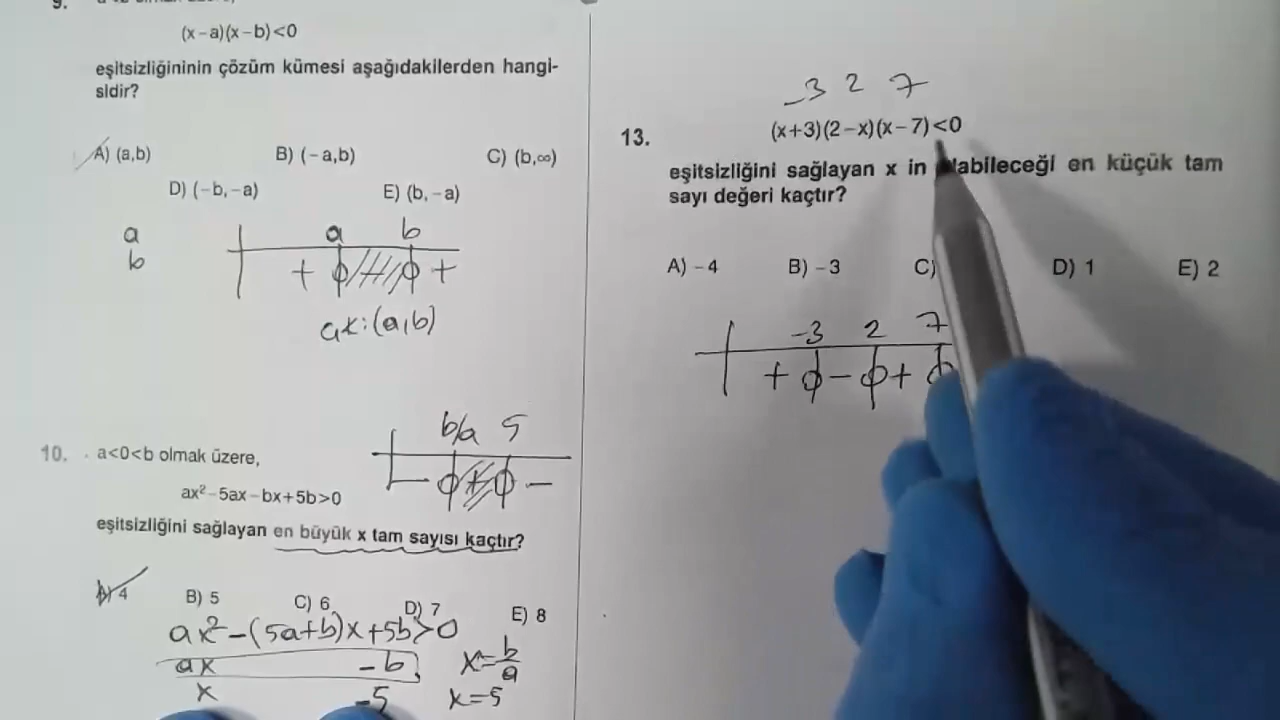 9.
(x-a)(x-b)<0
eşitsizliğininin çözüm kümesi aşağıdakilerden hangi-
sidir?
A) (a,b)
B) (-a,b)
C) (b,∞)
D) (-b,-a)
E) (b,-a)
a
b
a b
+ - +
ÇK:(a,b)
10. a<0<b olmak üzere,
ax²-5ax-bx+5b>0
eşitsizliğini sağlayan en büyük x tam sayısı kaçtır?
b/a 5
- + -
A) 4
B) 5
C) 6
D) 7
E) 8
ax²-(5a+b)x+5b>0
ax -b
x -5
x=b/a
x=5
-3 2 7
13. (x+3)(2-x)(x-7)<0
eşitsizliğini sağlayan x in en küçük tam
sayı değeri kaçtır?
A) -4
B) -3
C)
D) 1
E) 2
-3 2 7
+ - +